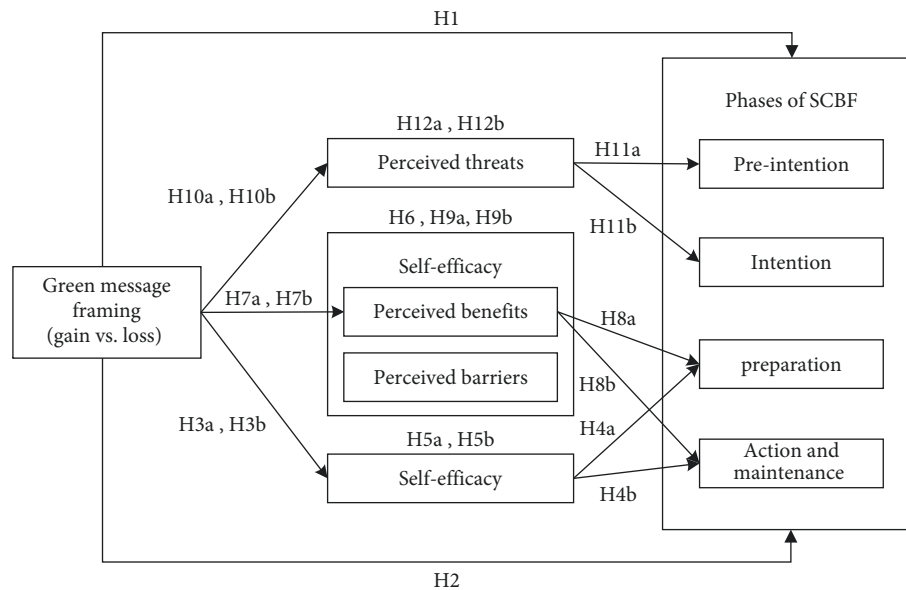 H1
Phases of SCBF
H12a , H12b
Perceived threats
H11a
Pre-intention
H10a , H10b
H11b
H6 , H9a, H9b
Self-efficacy
Intention
Green message
framing
(gain vs. loss)
H7a , H7b
Perceived benefits
H8a
Perceived barriers
preparation
H8b
H3a , H3b
H4a
H5a , H5b
Self-efficacy
Action and
maintenance
H4b
H2